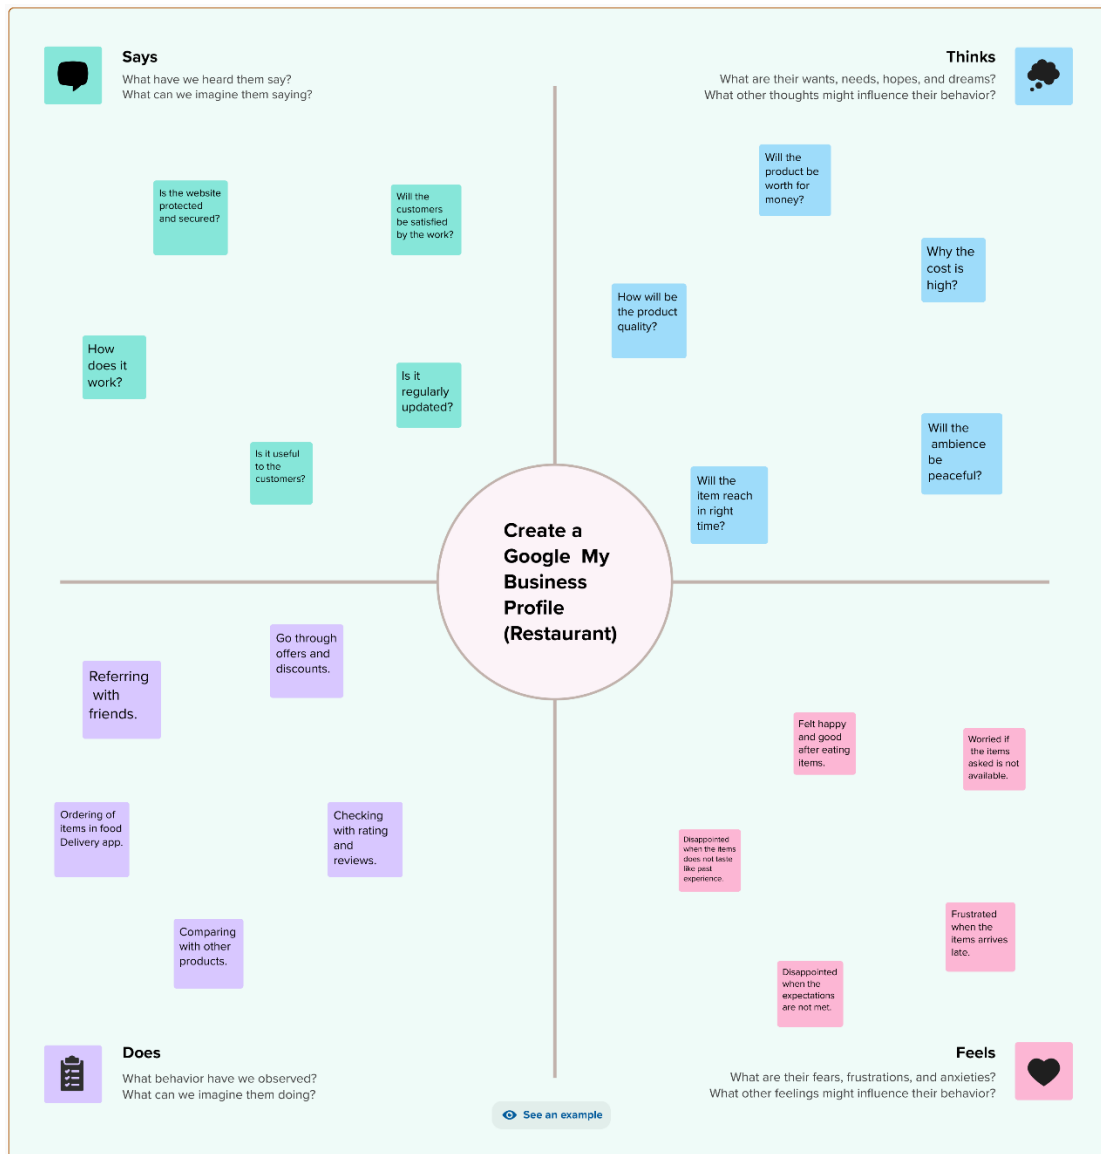 Says
What have we heard them say?
What can we imagine them saying?
Thinks
What are their wants, needs, hopes, and dreams?
What other thoughts might influence their behavior?
Is the website
protected
and secured?
Will the
customers
be satisfied
by the work?
How
does it
work?
Is it
regularly
updated?
Is it useful
to the
customers?
Will the
product be
worth for
money?
Why the
cost is
high?
How will be
the product
quality?
Will the
ambience
be
peaceful?
Will the
item reach
in right
time?
Create a
Google My
Business
Profile
(Restaurant)
Go through
offers and
discounts.
Referring
with
friends.
Ordering of
items in food
Delivery app.
Checking
with rating
and
reviews.
Comparing
with other
products.
Felt happy
and good
after eating
items.
Worried if
the items
asked is not
available.
Disappointed
when the items
does not taste
like past
experience.
Frustrated
when the
items arrives
late.
Disappointed
when the
expectations
are not met.
Does
What behavior have we observed?
What can we imagine them doing?
Feels
What are their fears, frustrations, and anxieties?
What other feelings might influence their behavior?
See an example